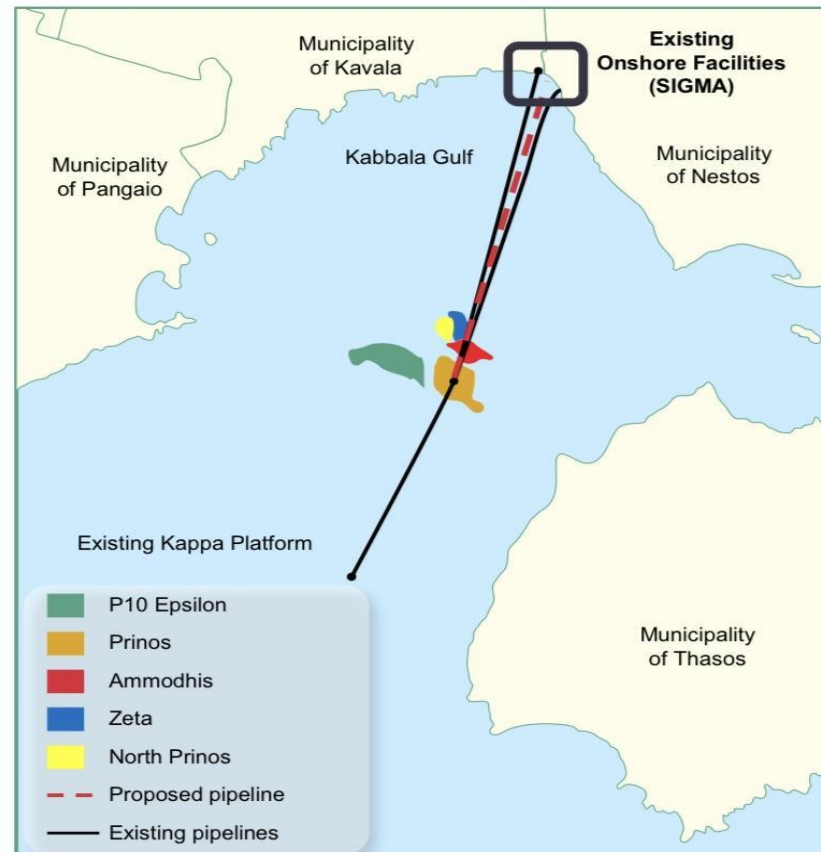 Municipality
of Kavala
Existing
Onshore Facilities
(SIGMA)
Municipality
of Pangaio
Kabbala Gulf
Municipality
of Nestos
Existing Kappa Platform
Municipality
of Thasos
P10 Epsilon
Prinos
Ammodhis
Zeta
North Prinos
Proposed pipeline
Existing pipelines